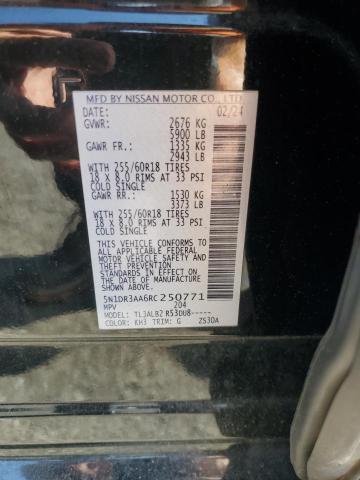 MFD BY NISSAN MOTOR CO., LTD.
DATE: 02/24
GVWR: 2676 KG
5900 LB
GAWR FR: 1335 KG
2943 LB
WITH 255/60R18 TIRES
18 X 8.0 RIMS AT 33 PSI
COLD SINGLE
GAWR RR: 1530 KG
3373 LB
WITH 255/60R18 TIRES
18 X 8.0 RIMS AT 33 PSI
COLD SINGLE
THIS VEHICLE CONFORMS TO
ALL APPLICABLE FEDERAL
MOTOR VEHICLE SAFETY
AND THEFT PREVENTION
STANDARDS IN EFFECT ON
THE DATE OF MANUFACTURE
SHOWN ABOVE.
5N1DR3AA6RC250771
MPV 204
MODEL: TL3ALBZ R53DU8-----
COLOR: KH3 TRIM: G ZS30A